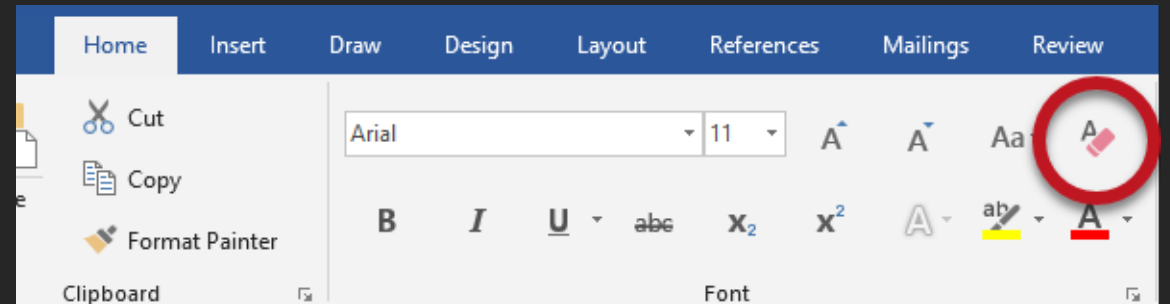 Home Insert Draw Design Layout References Mailings Review
Cut
Arial 11 A A Aa A
Copy
e
B I U abc X₂ X² A ab A
Format Painter
Clipboard Font